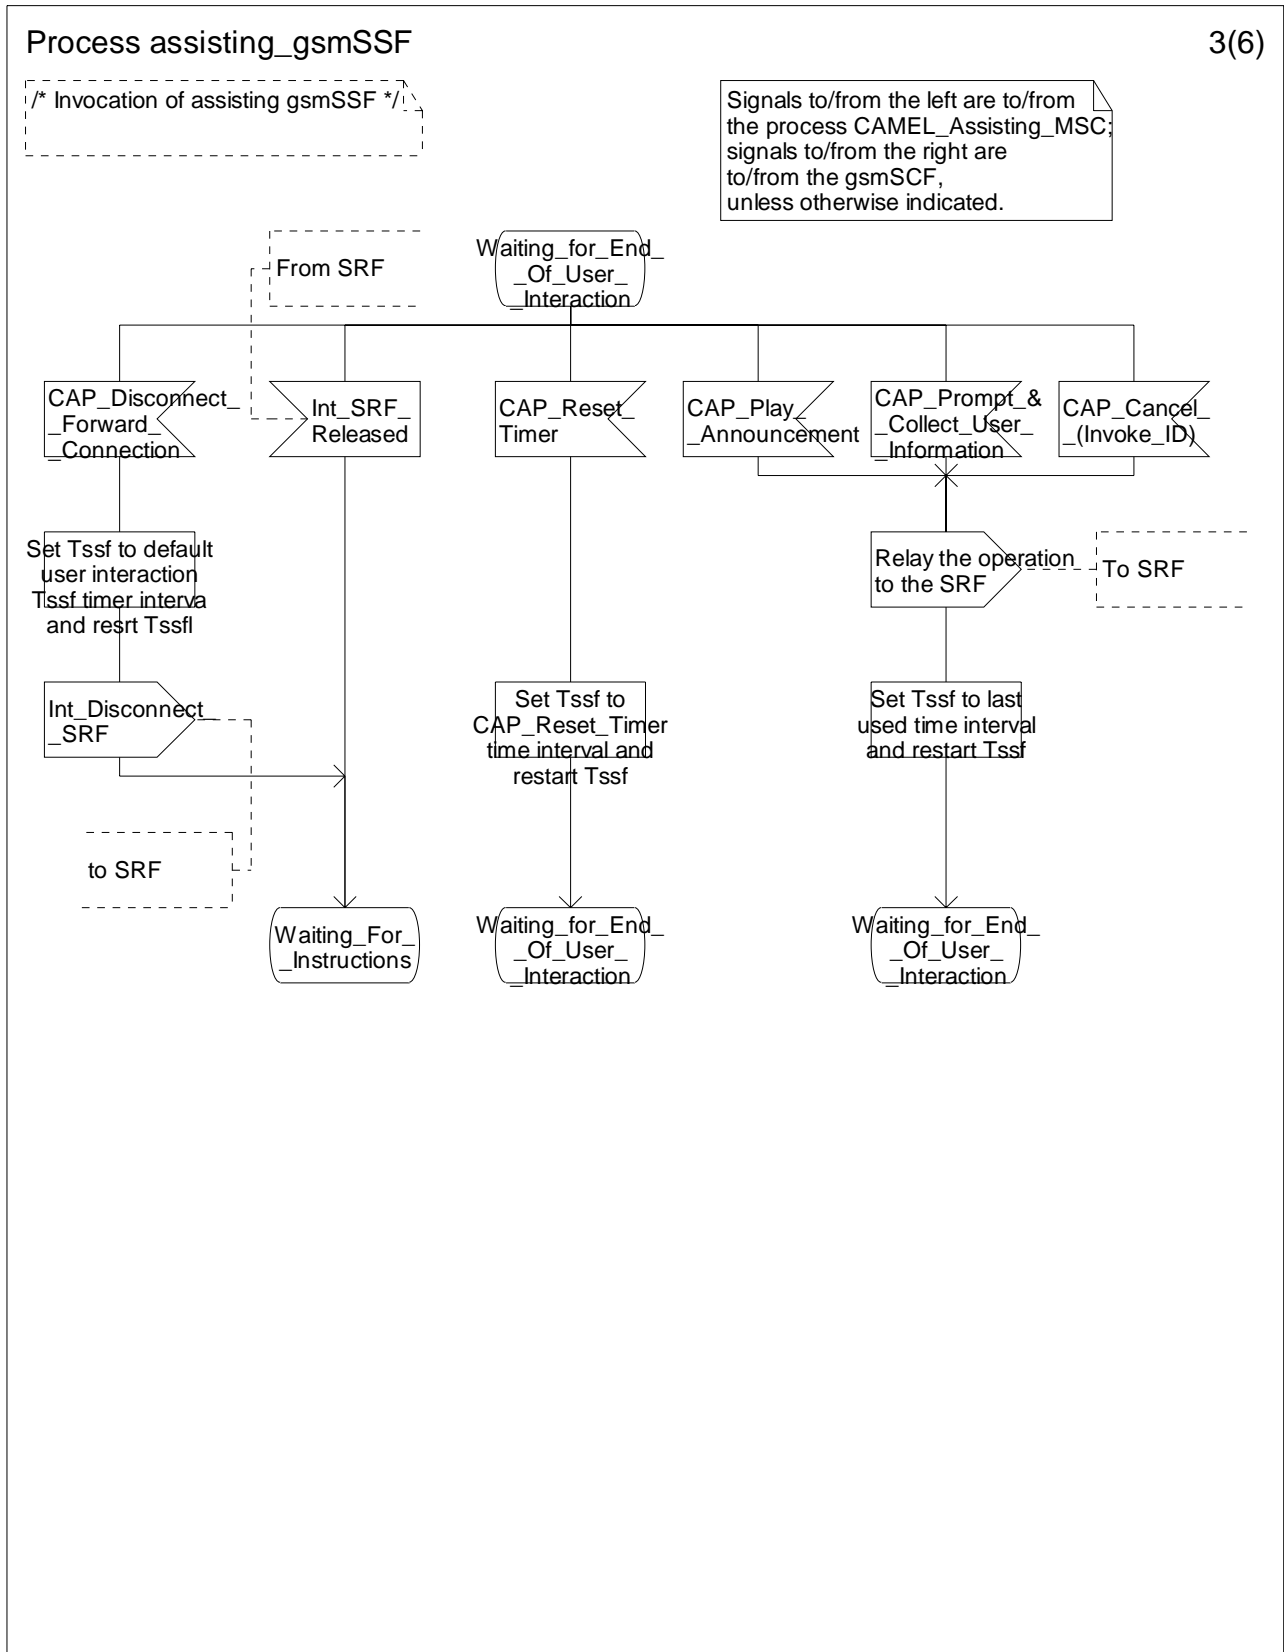 Process assisting_gsmSSF
3(6)
/* Invocation of assisting gsmSSF */
Signals to/from the left are to/from
the process CAMEL_Assisting_MSC;
signals to/from the right are
to/from the gsmSCF,
unless otherwise indicated.
From SRF
Waiting_for_End_
_Of_User_
_Interaction
CAP_Disconnect_
_Forward_
_Connection
Int_SRF_
_Released
CAP_Reset_
_Timer
CAP_Play_
_Announcement
CAP_Prompt_&
_Collect_User_
_Information
CAP_Cancel_
_(Invoke_ID)
Set Tssf to default
user interaction
Tssf timer interva
and resrt Tssfl
Relay the operation
to the SRF
To SRF
Int_Disconnect_
_SRF
Set Tssf to
CAP_Reset_Timer
time interval and
restart Tssf
Set Tssf to last
used time interval
and restart Tssf
to SRF
Waiting_For_
_Instructions
Waiting_for_End_
_Of_User_
_Interaction
Waiting_for_End_
_Of_User_
_Interaction